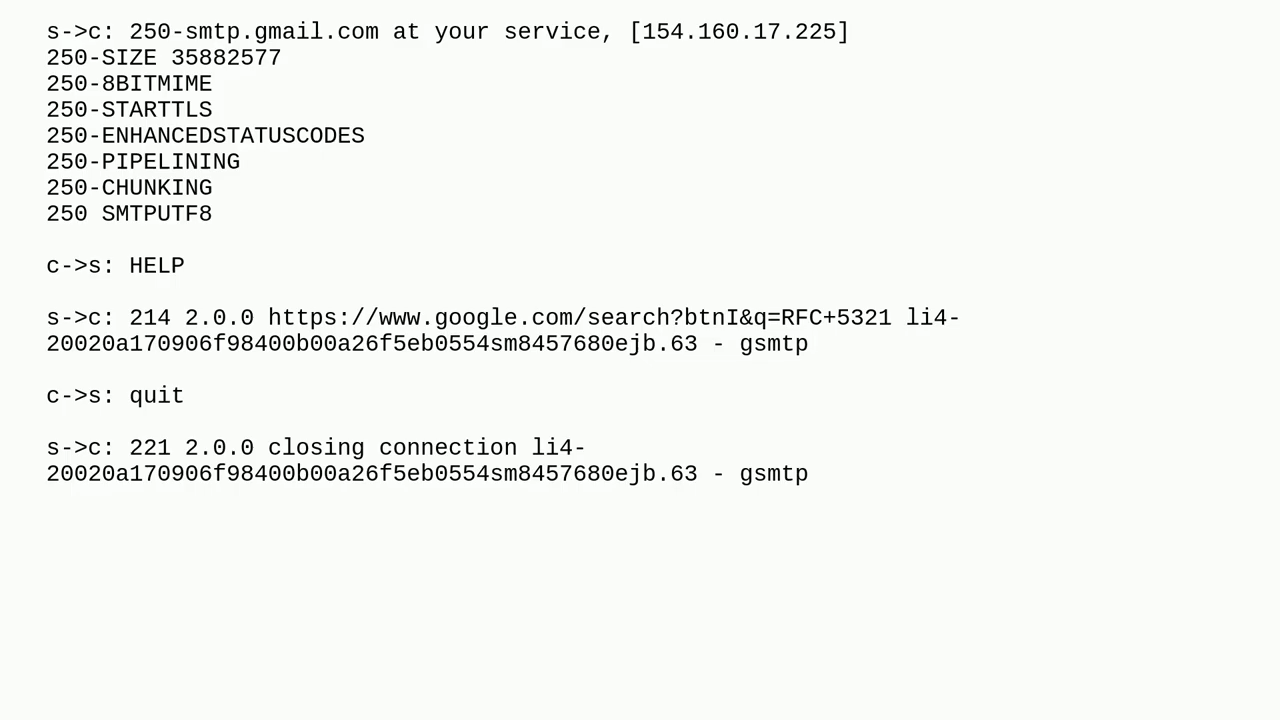 s->c: 250-smtp.gmail.com at your service, [154.160.17.225]
250-SIZE 35882577
250-8BITMIME
250-STARTTLS
250-ENHANCEDSTATUSCODES
250-PIPELINING
250-CHUNKING
250 SMTPUTF8
c->s: HELP
s->c: 214 2.0.0 https://www.google.com/search?btnI&q=RFC+5321 li4-
20020a170906f98400b00a26f5eb0554sm8457680ejb.63 - gsmtp
c->s: quit
s->c: 221 2.0.0 closing connection li4-
20020a170906f98400b00a26f5eb0554sm8457680ejb.63 - gsmtp